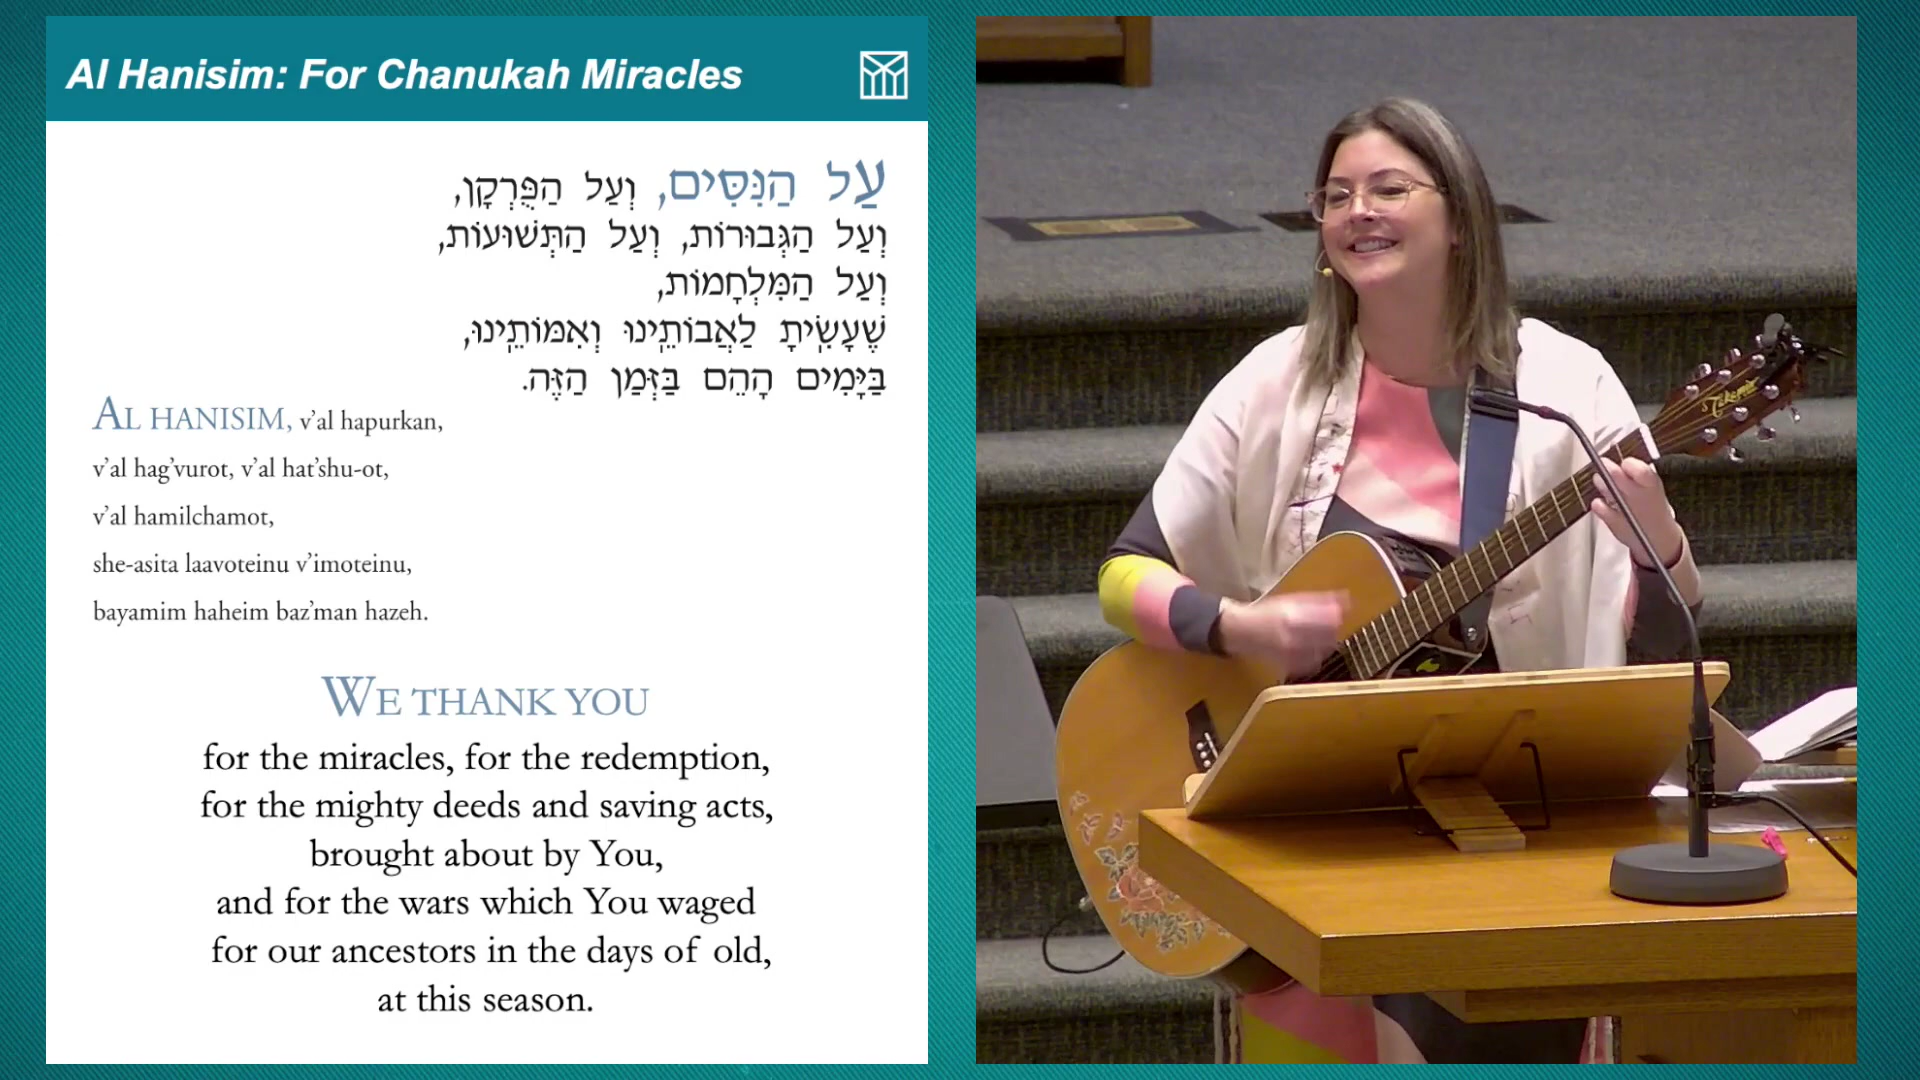 Al Hanisim: For Chanukah Miracles
עַל הַנִּסִּים, וְעַל הַפֻּרְקָן,
וְעַל הַגְּבוּרוֹת, וְעַל הַתְּשׁוּעוֹת,
וְעַל הַמִּלְחָמוֹת,
שֶׁעָשִֽׂיתָ לַאֲבוֹתֵֽינוּ וְאִמּוֹתֵֽינוּ,
בַּיָּמִים הָהֵם בַּזְּמַן הַזֶּה.
AL HANISIM, v’al hapurkan,
v’al hag’vurot, v’al hat’shu-ot,
v’al hamilchamot,
she-asita laavoteinu v’imoteinu,
bayamim haheim baz’man hazeh.
WE THANK YOU
for the miracles, for the redemption,
for the mighty deeds and saving acts,
brought about by You,
and for the wars which You waged
for our ancestors in the days of old,
at this season.
Takamine